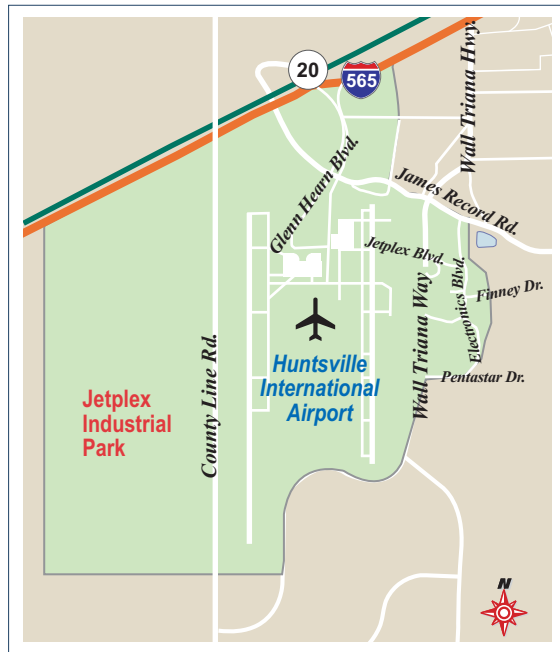 20
565
Wall Triana Hwy.
Glenn Hearn Blvd.
James Record Rd.
Jetplex Blvd.
Electronics Blvd.
Finney Dr.
Wall Triana Way
Pentastar Dr.
County Line Rd.
Huntsville
International
Airport
Jetplex
Industrial
Park
N